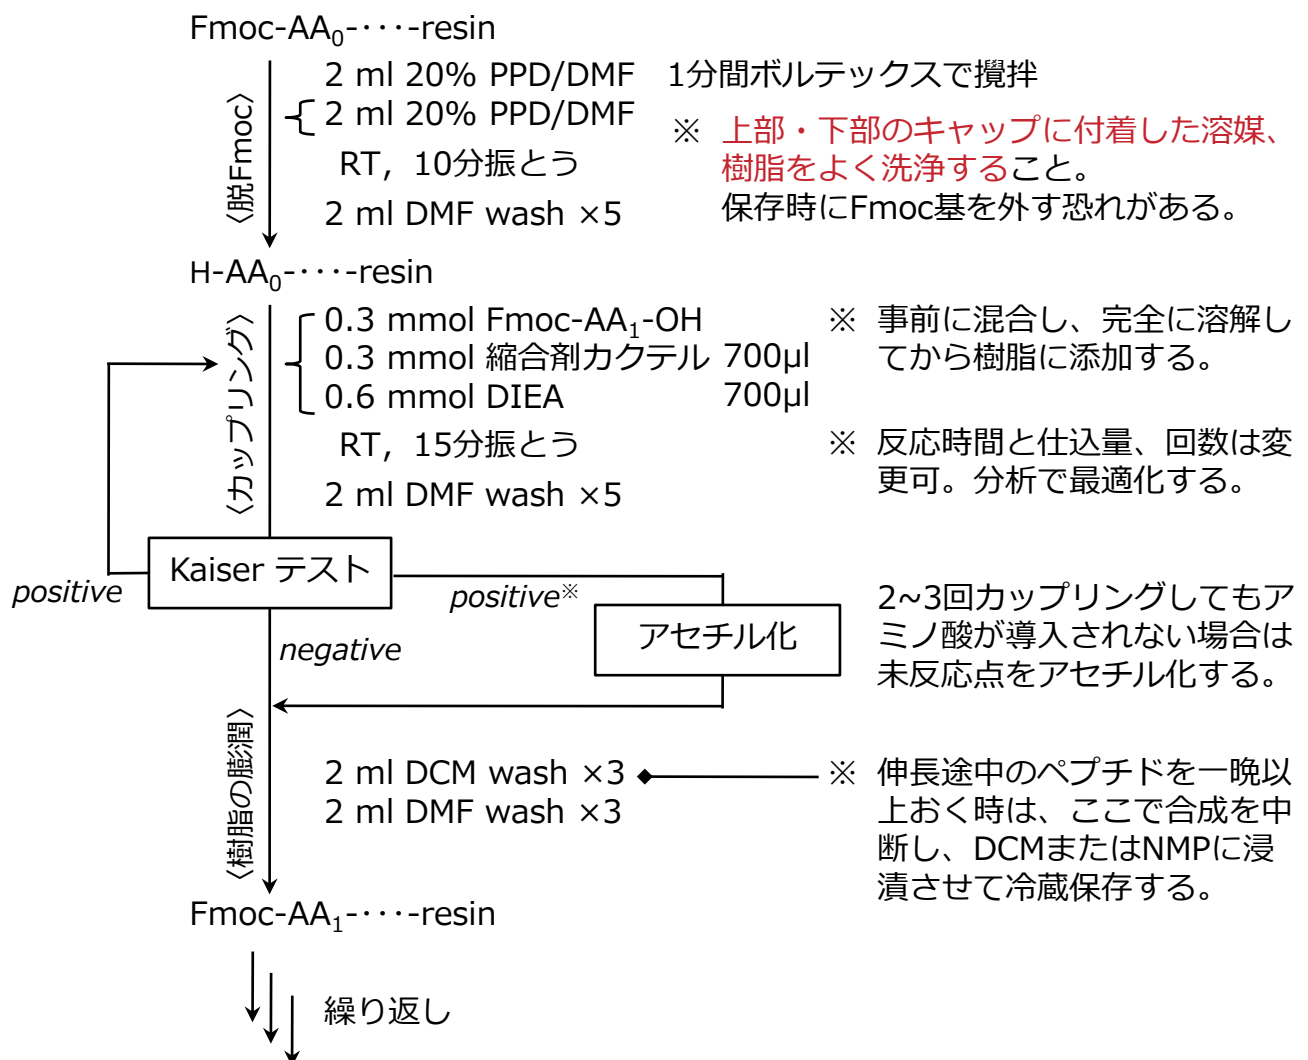 Fmoc-AA₀-･･･-resin
2 ml 20% PPD/DMF 1分間ボルテックスで攪拌
2 ml 20% PPD/DMF
RT, 10分振とう
2 ml DMF wash ×5
〈脱Fmoc〉
※ 上部・下部のキャップに付着した溶媒、
樹脂をよく洗浄すること。
保存時にFmoc基を外す恐れがある。
H-AA₀-･･･-resin
〈カップリング〉
0.3 mmol Fmoc-AA₁-OH
0.3 mmol 縮合剤カクテル 700μl
0.6 mmol DIEA 700μl
RT, 15分振とう
2 ml DMF wash ×5
※ 事前に混合し、完全に溶解し
てから樹脂に添加する。
※ 反応時間と仕込量、回数は変
更可。分析で最適化する。
Kaiser テスト
positive
positive※
negative
アセチル化
2~3回カップリングしてもア
ミノ酸が導入されない場合は
未反応点をアセチル化する。
〈樹脂の膨潤〉
2 ml DCM wash ×3
2 ml DMF wash ×3
※ 伸長途中のペプチドを一晩以
上おく時は、ここで合成を中
断し、DCMまたはNMPに浸
漬させて冷蔵保存する。
Fmoc-AA₁-･･･-resin
繰り返し